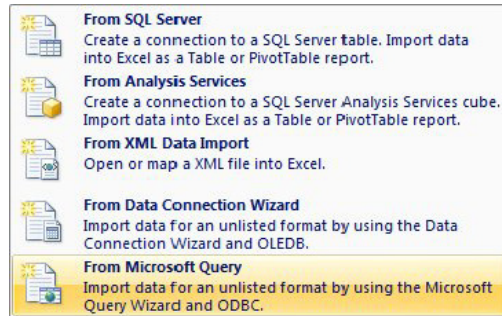 From SQL Server
Create a connection to a SQL Server table. Import data
into Excel as a Table or PivotTable report.
From Analysis Services
Create a connection to a SQL Server Analysis Services cube.
Import data into Excel as a Table or PivotTable report.
From XML Data Import
Open or map a XML file into Excel.
From Data Connection Wizard
Import data for an unlisted format by using the Data
Connection Wizard and OLEDB.
From Microsoft Query
Import data for an unlisted format by using the Microsoft
Query Wizard and ODBC.